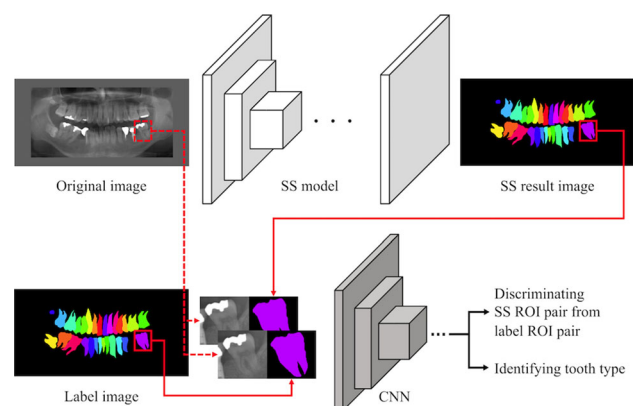 Original image
SS model
SS result image
Discriminating
SS ROI pair from
label ROI pair
Identifying tooth type
Label image
CNN